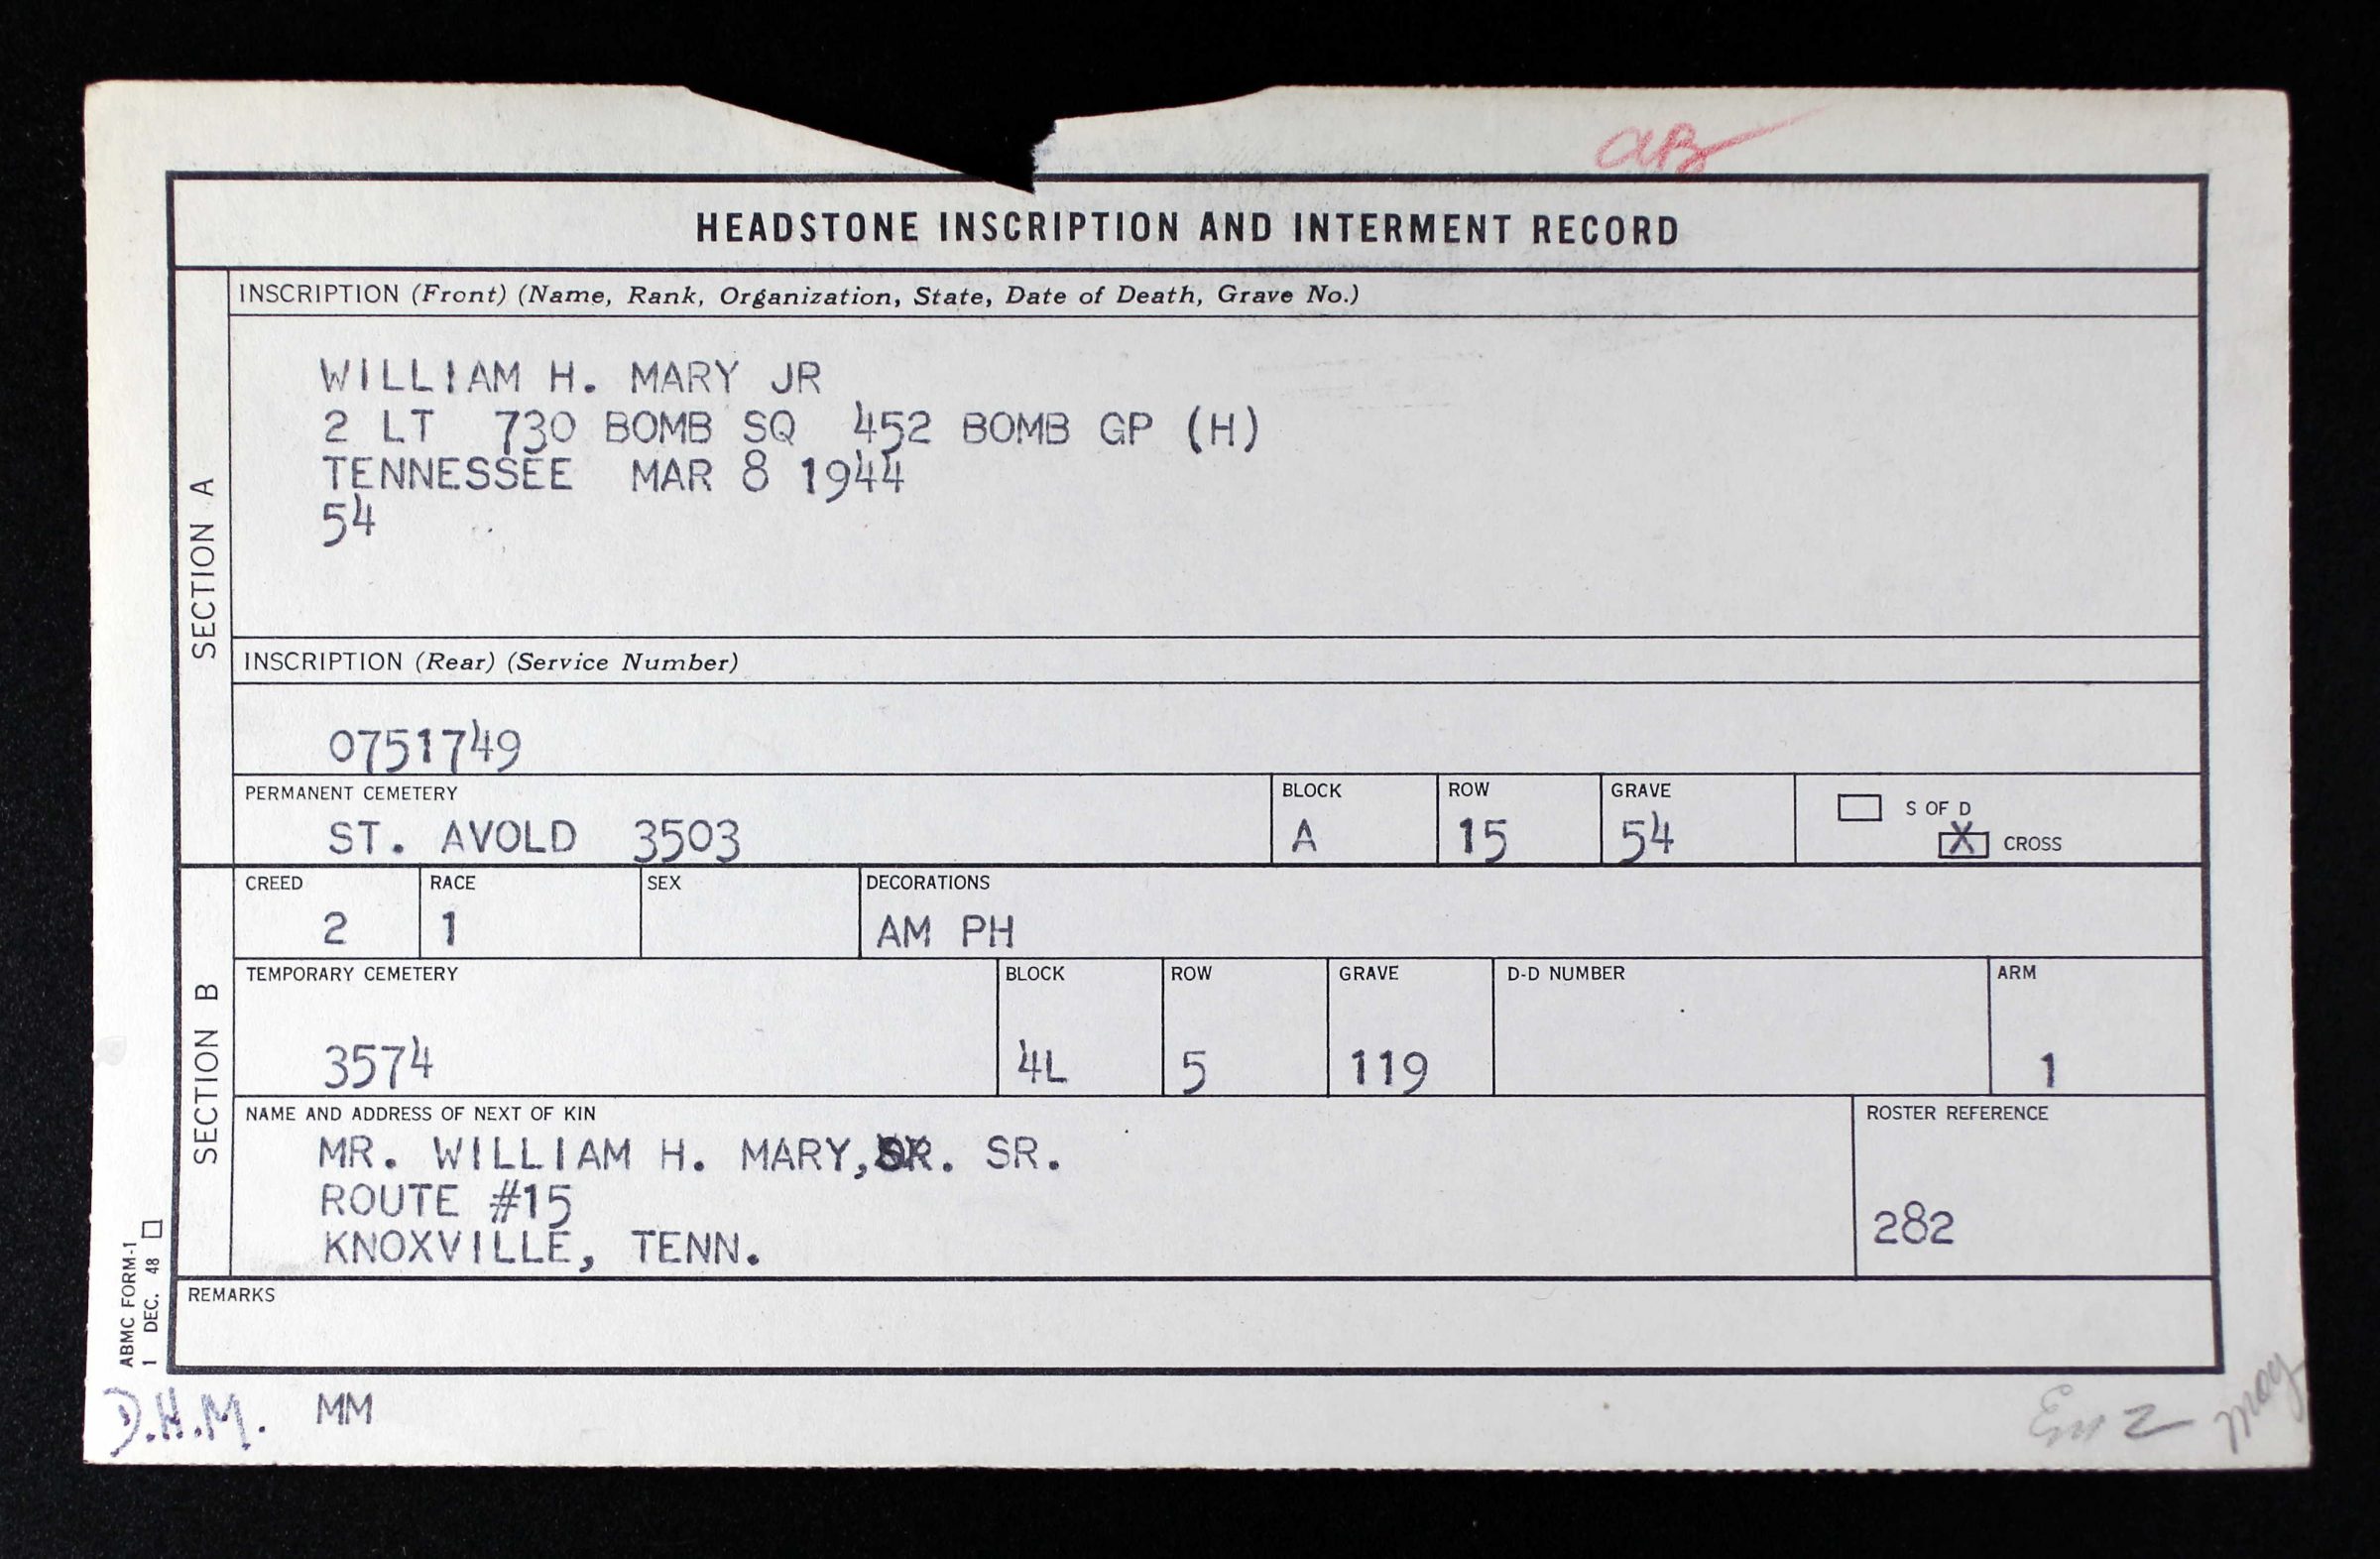 aB
HEADSTONE INSCRIPTION AND INTERMENT RECORD
SECTION A
INSCRIPTION (Front) (Name, Rank, Organization, State, Date of Death, Grave No.)
WILLIAM H. MARY JR
2 LT 730 BOMB SQ 452 BOMB GP (H)
TENNESSEE MAR 8 1944
54
INSCRIPTION (Rear) (Service Number)
0751749
PERMANENT CEMETERY BLOCK ROW GRAVE S OF D
ST. AVOLD 3503 A 15 54 X CROSS
SECTION B
CREED RACE SEX DECORATIONS
2 1 AM PH
TEMPORARY CEMETERY BLOCK ROW GRAVE D-D NUMBER ARM
3574 4L 5 119 1
NAME AND ADDRESS OF NEXT OF KIN ROSTER REFERENCE
MR. WILLIAM H. MARY, SR.
ROUTE #15
282
KNOXVILLE, TENN.
REMARKS
ABMC FORM-1
1 DEC. 48
D.H.M. MM